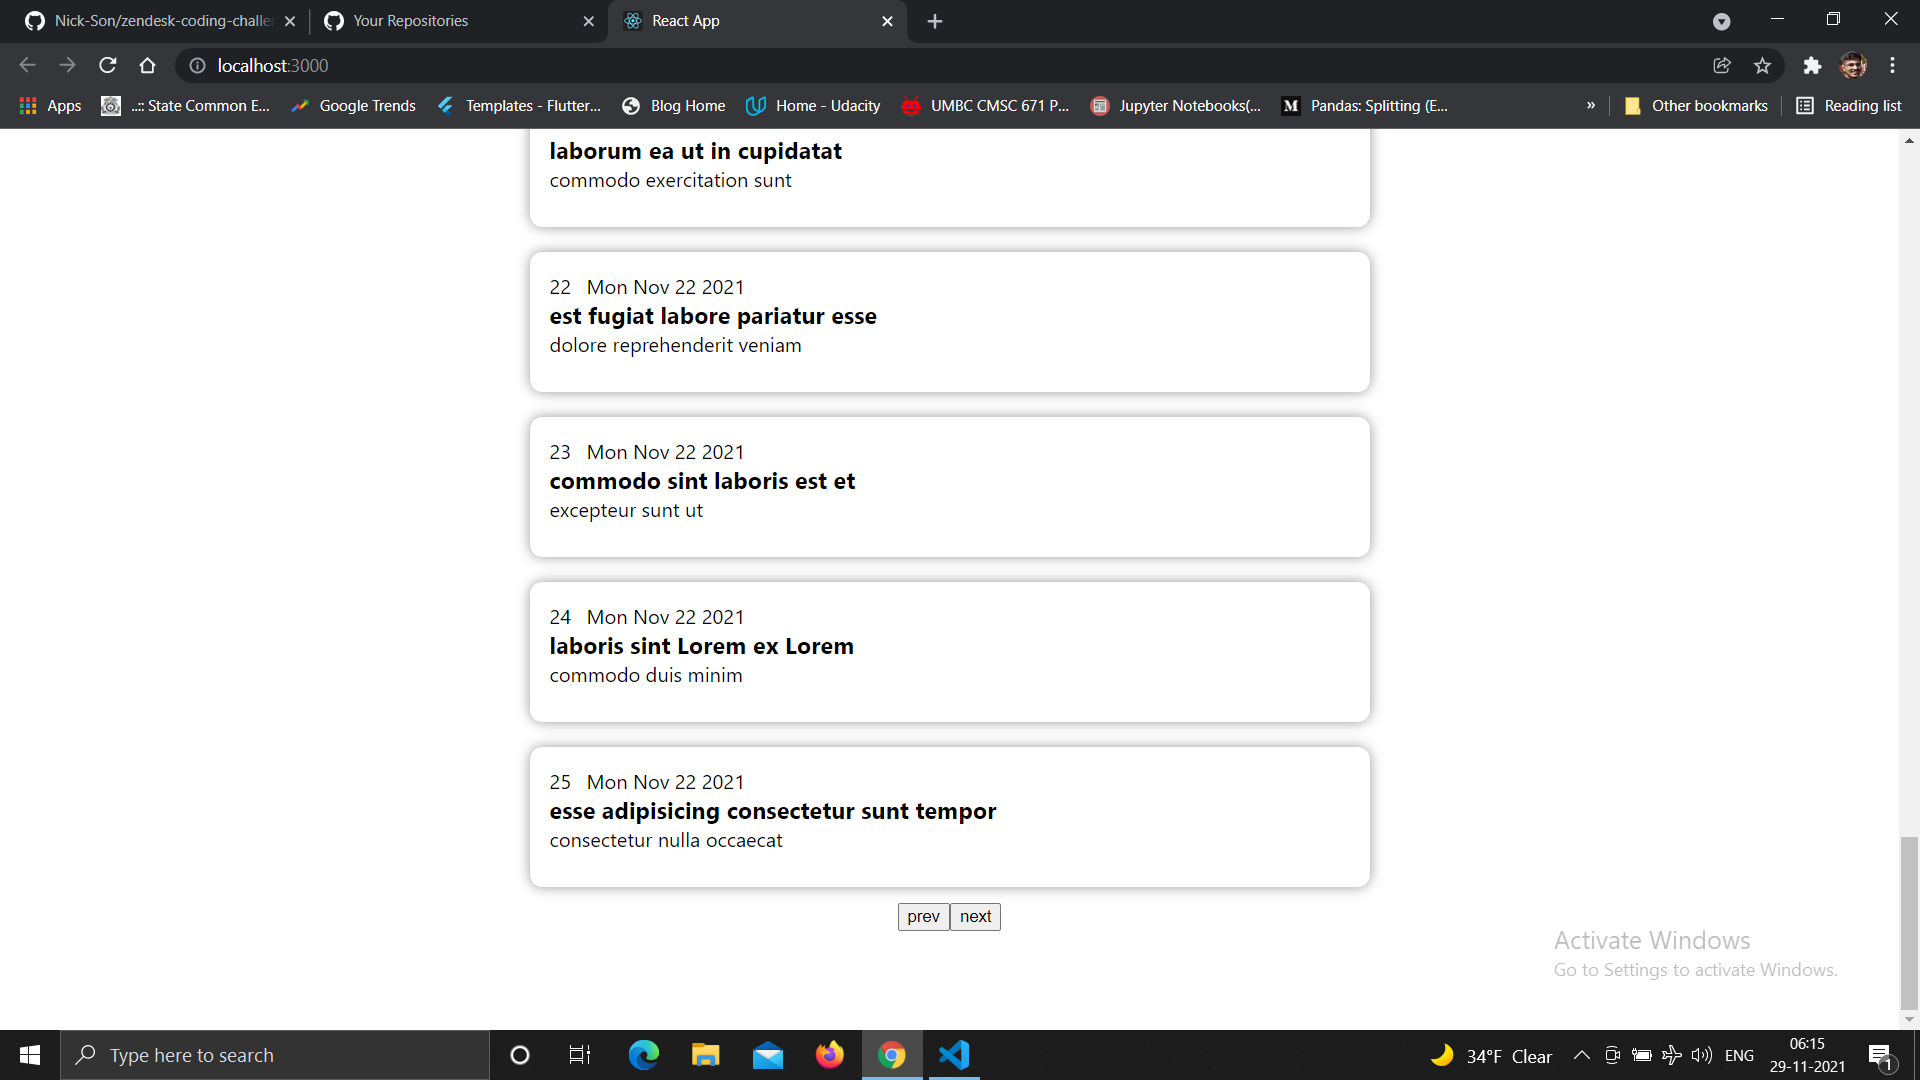 Nick-Son/zendesk-coding-challe
Your Repositories
React App
localhost:3000
Apps
..:: State Common E...
Google Trends
Templates - Flutter...
Blog Home
Home - Udacity
UMBC CMSC 671 P...
Jupyter Notebooks(...
M
Pandas: Splitting (E...
»
Other bookmarks
Reading list
laborum ea ut in cupidatat
commodo exercitation sunt
22 Mon Nov 22 2021
est fugiat labore pariatur esse
dolore reprehenderit veniam
23 Mon Nov 22 2021
commodo sint laboris est et
excepteur sunt ut
24 Mon Nov 22 2021
laboris sint Lorem ex Lorem
commodo duis minim
25 Mon Nov 22 2021
esse adipisicing consectetur sunt tempor
consectetur nulla occaecat
prev next
Activate Windows
Go to Settings to activate Windows.
Type here to search
34°F Clear
ENG
06:15
29-11-2021
1